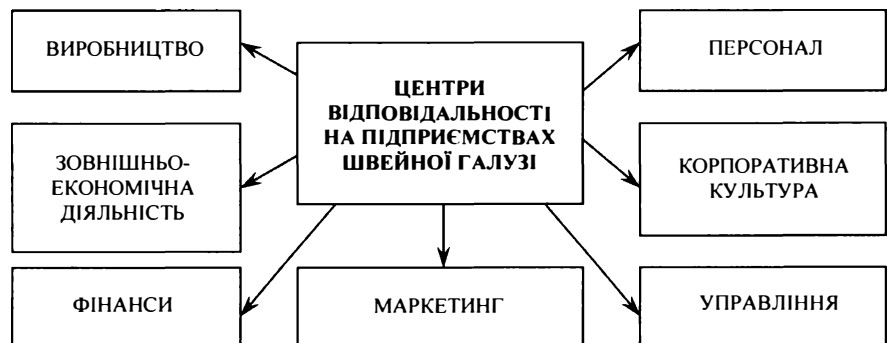 ВИРОБНИЦТВО
ЦЕНТРИ
ВІДПОВІДАЛЬНОСТІ
НА ПІДПРИЄМСТВАХ
ШВЕЙНОЇ ГАЛУЗІ
ПЕРСОНАЛ
ЗОВНІШНЬО-
ЕКОНОМІЧНА
ДІЯЛЬНІСТЬ
КОРПОРАТИВНА
КУЛЬТУРА
ФІНАНСИ
МАРКЕТИНГ
УПРАВЛІННЯ